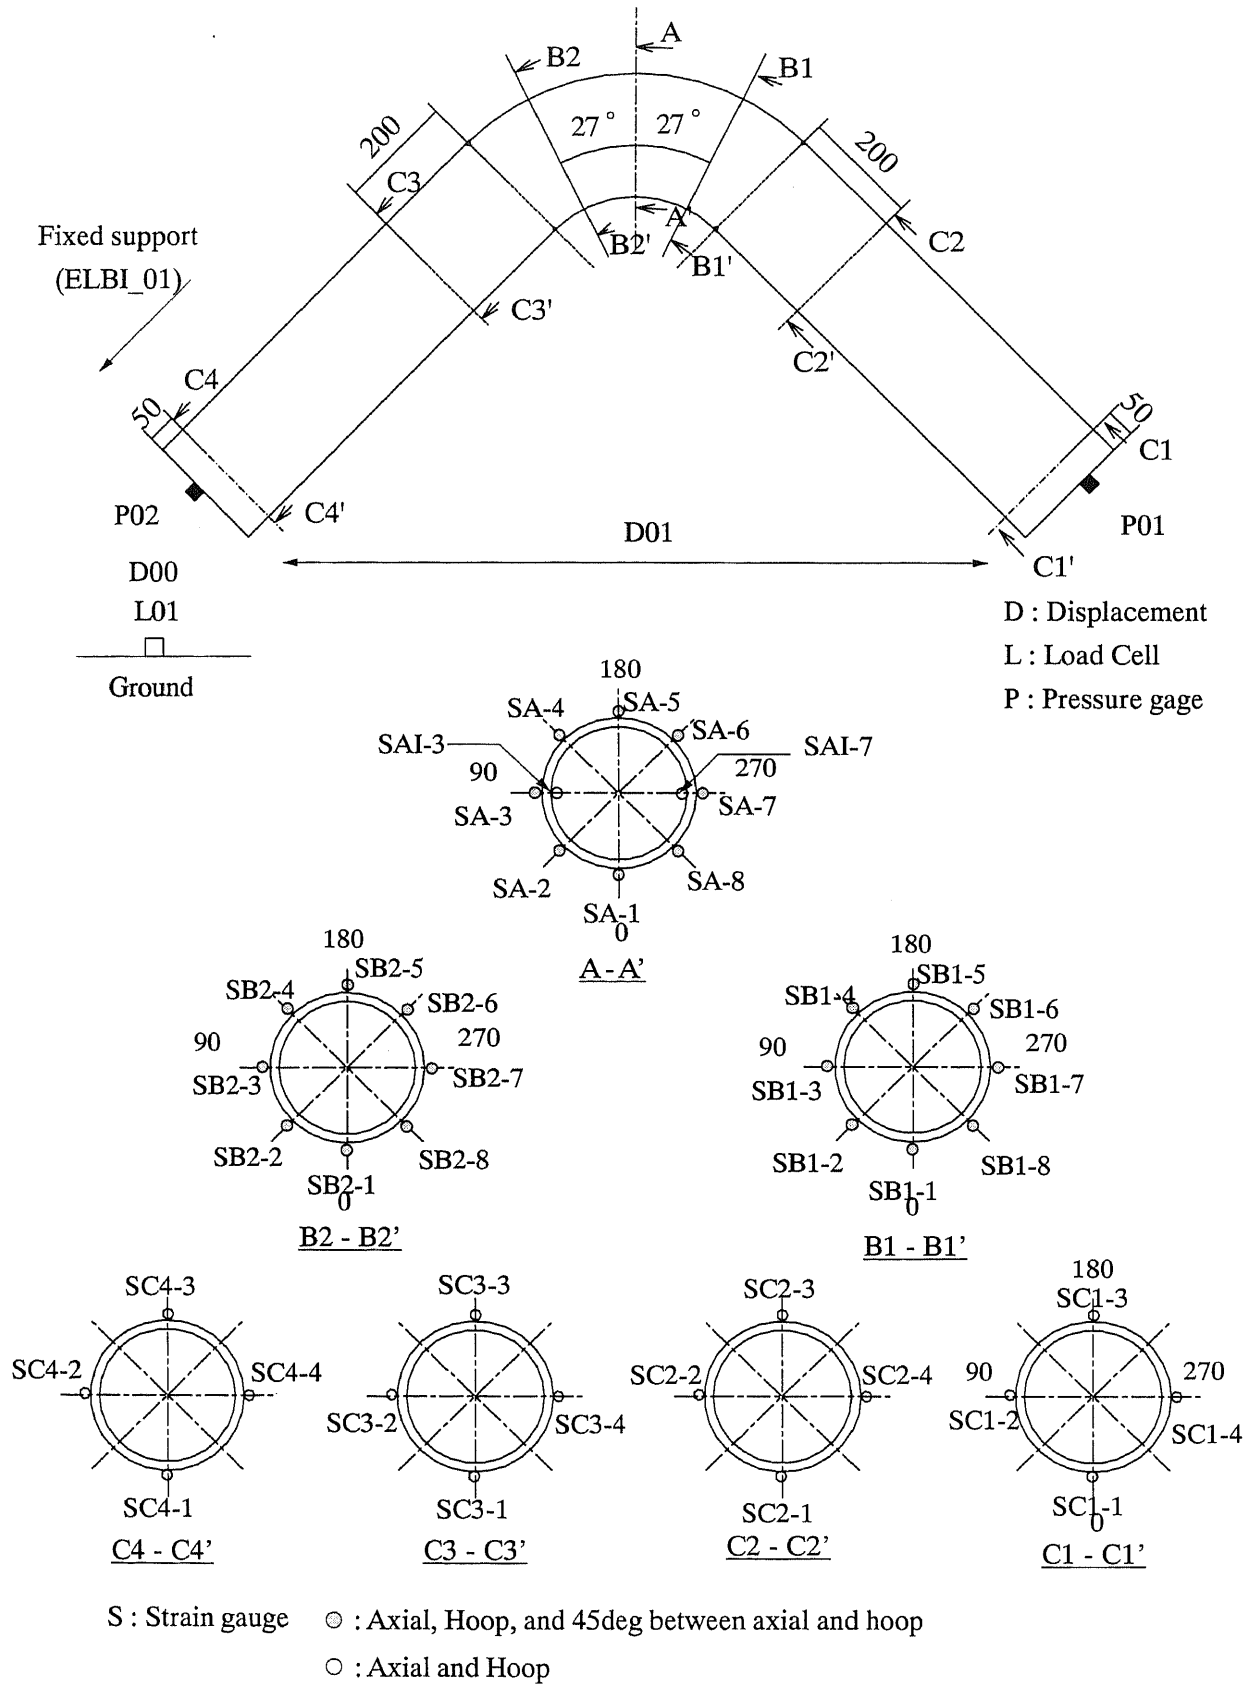 A
B2
B1
27° 27°
200
200
C3
A'
C2
Fixed support
(ELBI_01)
B2'
B1'
C3'
C2'
C4
50
50
C1
C4'
P02
D01
P01
C1'
D00
L01
Ground
D : Displacement
L : Load Cell
P : Pressure gage
180
SA-4
SA-5
SA-6
SAI-3
SAI-7
90
270
SA-3
SA-7
SA-2
SA-8
SA-1
0
A - A'
180
SB2-4
SB2-5
SB2-6
90
270
SB2-3
SB2-7
SB2-2
SB2-8
SB2-1
0
B2 - B2'
180
SB1-4
SB1-5
SB1-6
90
270
SB1-3
SB1-7
SB1-2
SB1-8
SB1-1
0
B1 - B1'
SC4-3
SC4-2
SC4-4
SC4-1
C4 - C4'
SC3-3
SC3-2
SC3-4
SC3-1
C3 - C3'
SC2-3
SC2-2
SC2-4
SC2-1
C2 - C2'
180
SC1-3
90
270
SC1-2
SC1-4
SC1-1
0
C1 - C1'
S : Strain gauge
: Axial, Hoop, and 45deg between axial and hoop
: Axial and Hoop